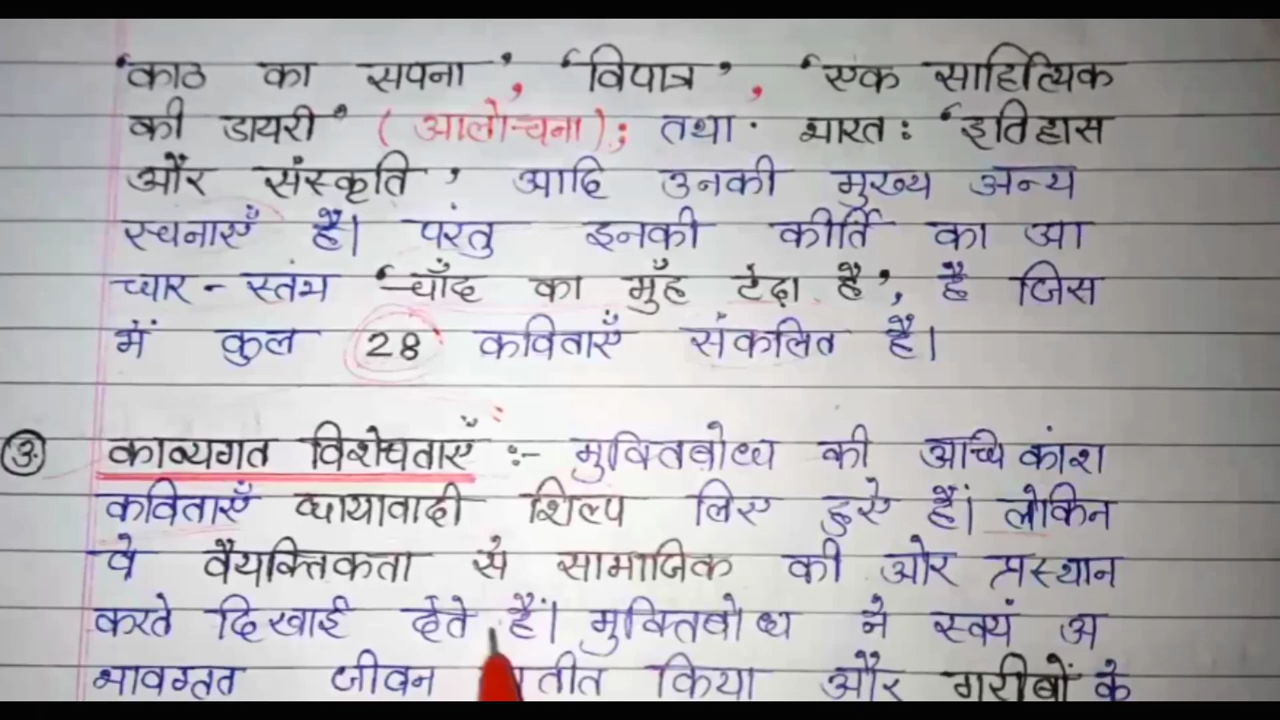 'काठ का सपना', 'विपात्र', 'एक साहित्यिक
की डायरी' (आलोचना); तथा भारत: 'इतिहास
और संस्कृति' आदि उनकी मुख्य अन्य
रचनाएँ है। परंतु इनकी कीर्ति का आ
धार-स्तंभ 'चाँद का मुँह टेढ़ा है', है जिस
में कुल 28 कविताएँ संकलित है।
③ काव्यगत विशेषताएँ :- मुक्तिबोध की अधिकांश
कविताएँ छायावादी शिल्प लिए हुऐ हैं। लेकिन
वे वैयक्तिकता से सामाजिक की ओर प्रस्थान
करते दिखाई देते हैं। मुक्तिबोध ने स्वयं अ
भावग्रत जीवन तीत किया और गरीबों के